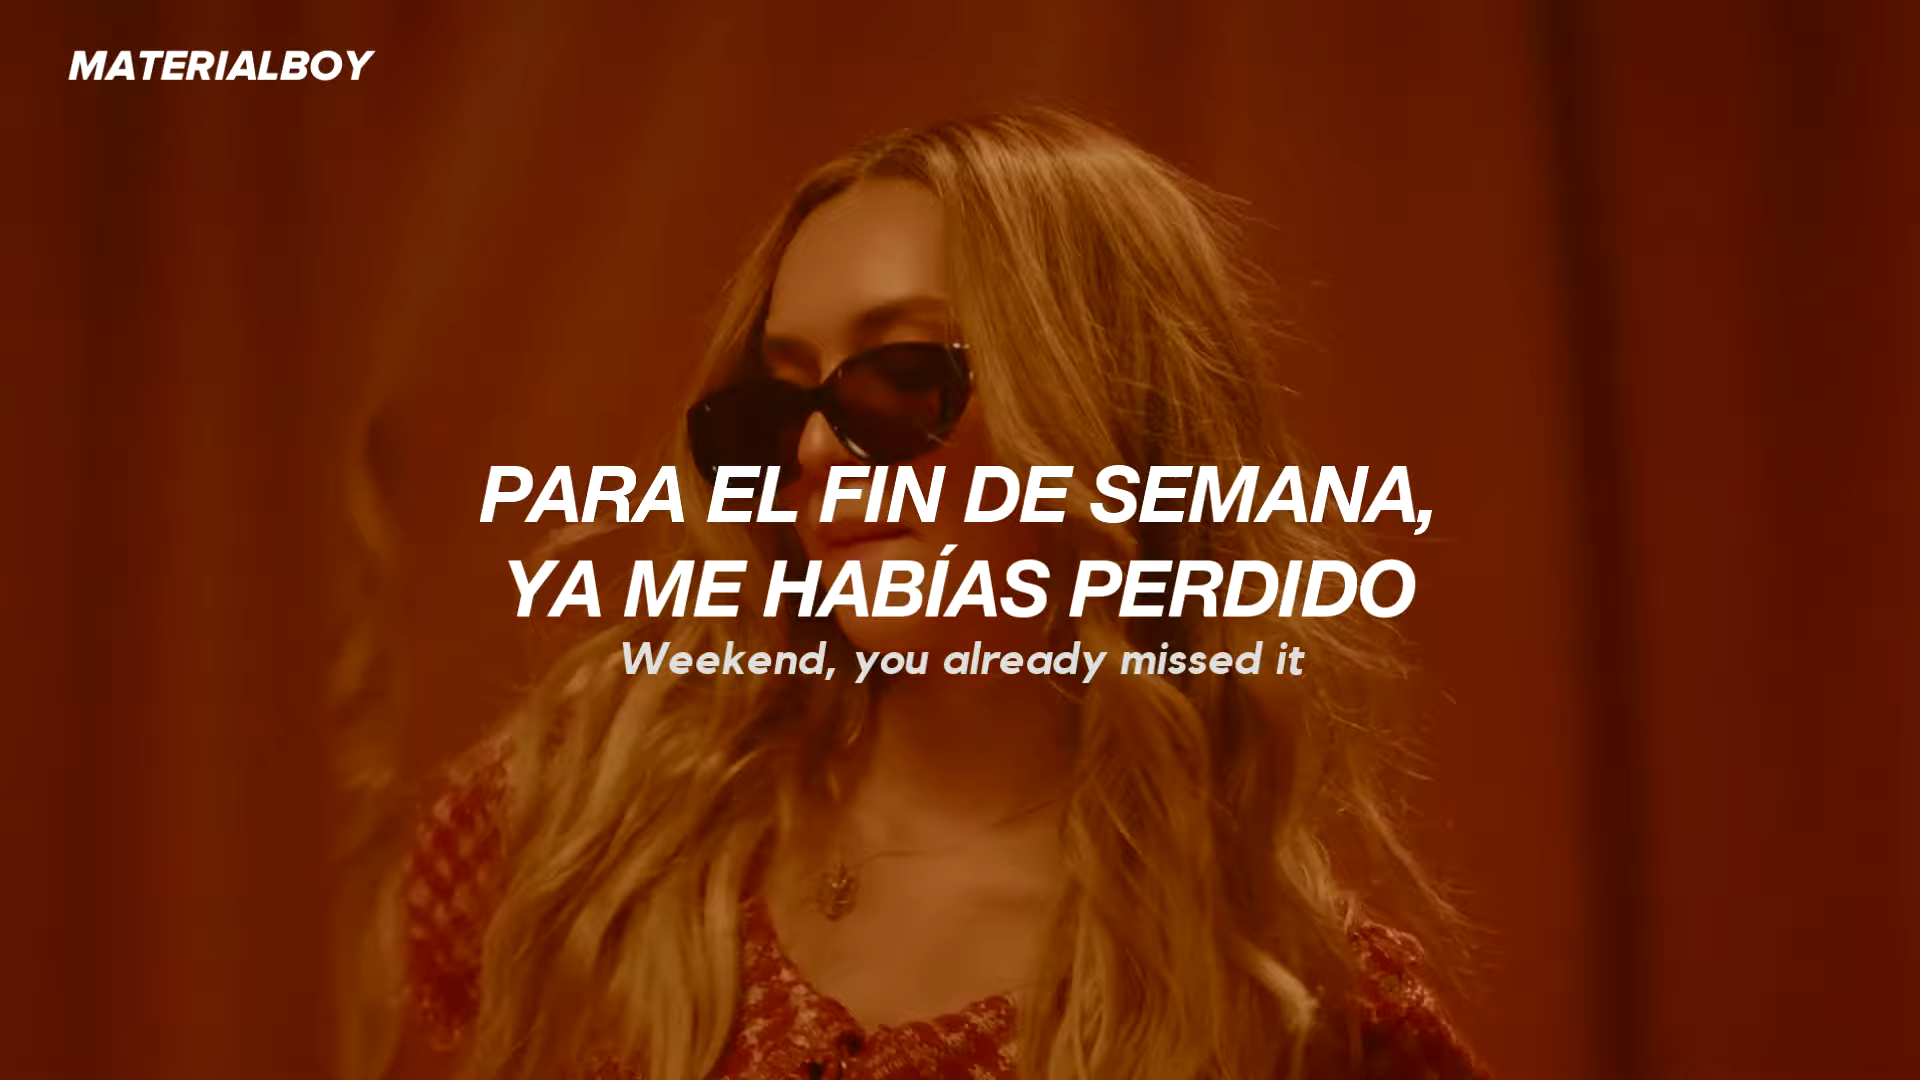 MATERIALBOY
PARA EL FIN DE SEMANA,
YA ME HABÍAS PERDIDO
Weekend, you already missed it